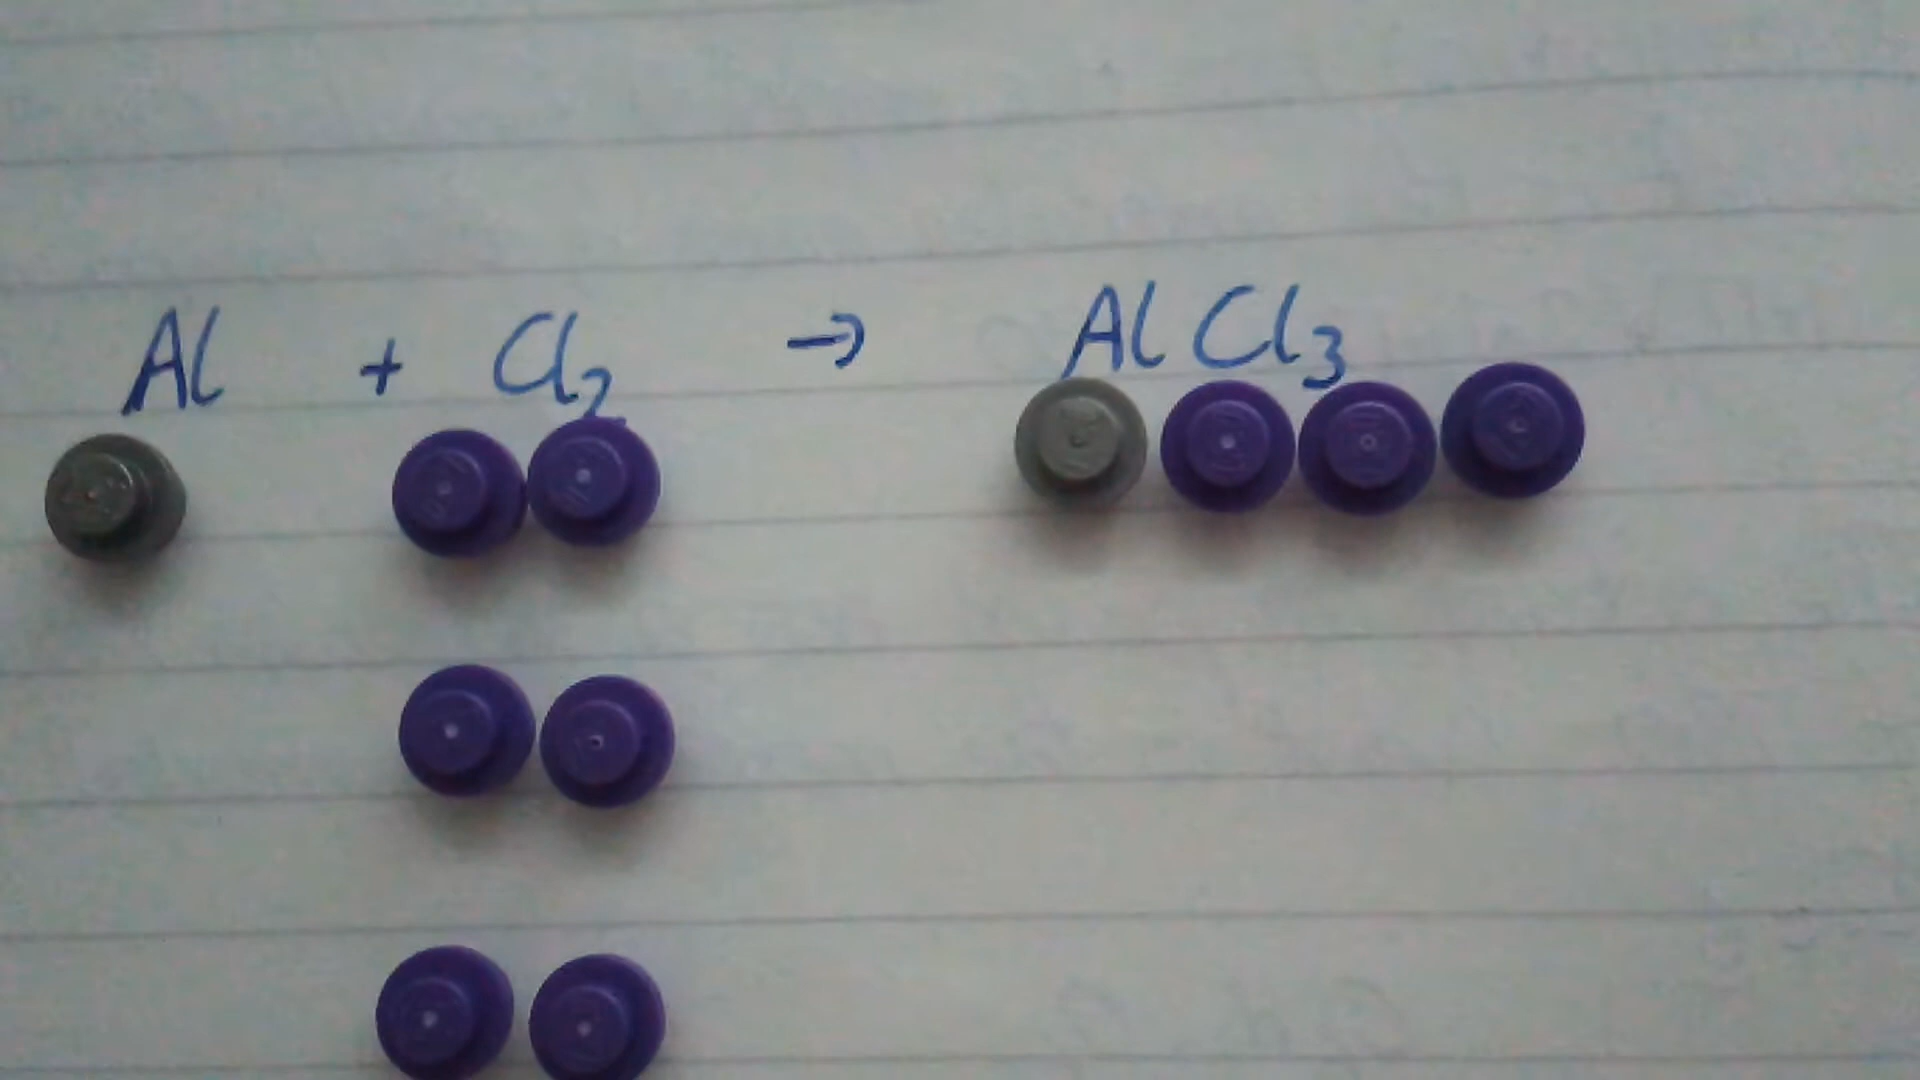 Al + Cl₂ → AlCl₃